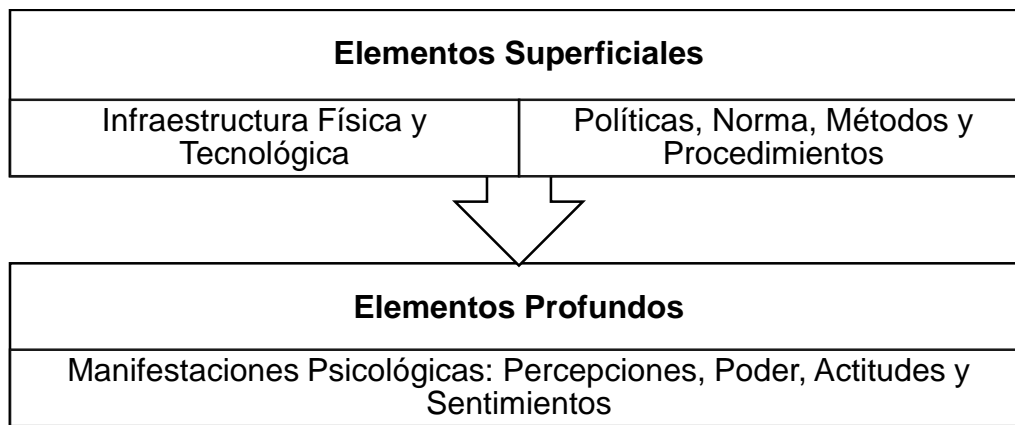 Elementos Superficiales
Infraestructura Física y
Tecnológica
Políticas, Norma, Métodos y
Procedimientos
Elementos Profundos
Manifestaciones Psicológicas: Percepciones, Poder, Actitudes y
Sentimientos